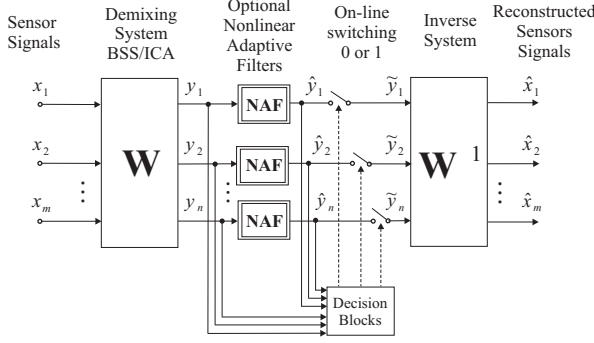 Sensor
Signals
Demixing
System
BSS/ICA
Optional
Nonlinear
Adaptive
Filters
On-line
switching
0 or 1
Inverse
System
Reconstructed
Sensors
Signals
x₁ y₁ NAF ŷ₁ ỹ₁ x̂₁
x₂ W y₂ NAF ŷ₂ ỹ₂ W 1 x̂₂
xₘ yₙ NAF ŷₙ ỹₙ x̂ₘ
Decision
Blocks